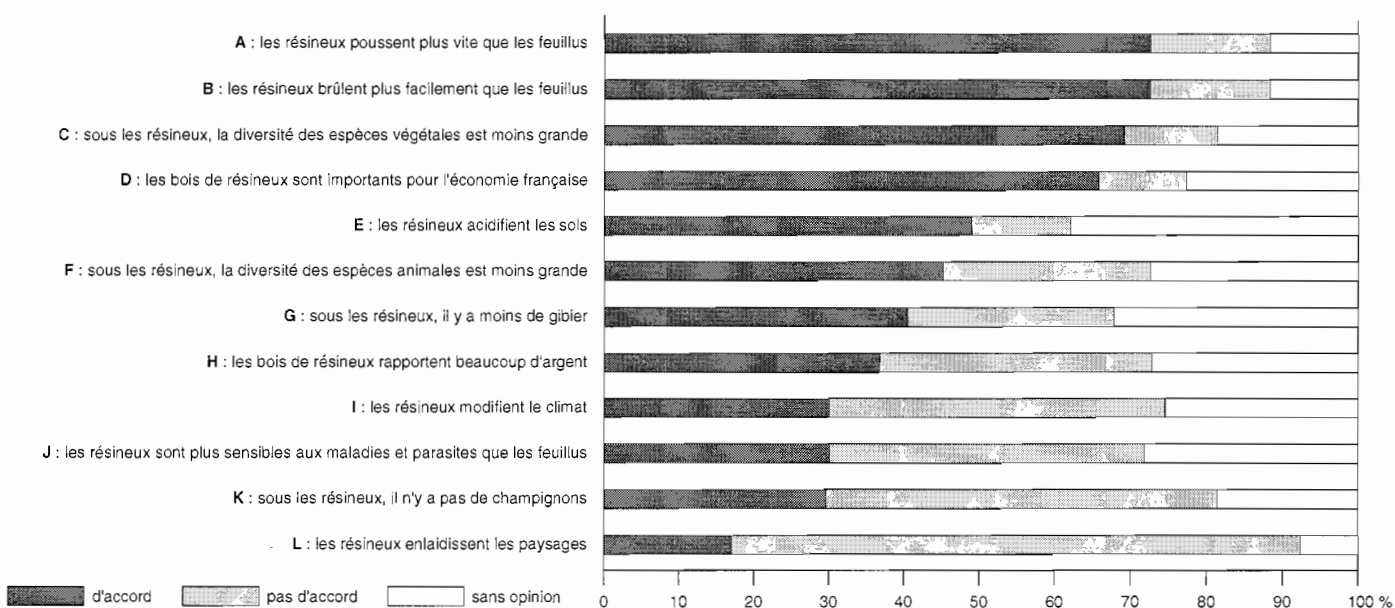 A : les résineux poussent plus vite que les feuillus
B : les résineux brûlent plus facilement que les feuillus
C : sous les résineux, la diversité des espèces végétales est moins grande
D : les bois de résineux sont importants pour l'économie française
E : les résineux acidifient les sols
F : sous les résineux, la diversité des espèces animales est moins grande
G : sous les résineux, il y a moins de gibier
H : les bois de résineux rapportent beaucoup d'argent
I : les résineux modifient le climat
J : les résineux sont plus sensibles aux maladies et parasites que les feuillus
K : sous les résineux, il n'y a pas de champignons
L : les résineux enlaidissent les paysages
d'accord pas d'accord sans opinion
0 10 20 30 40 50 60 70 80 90 100 %